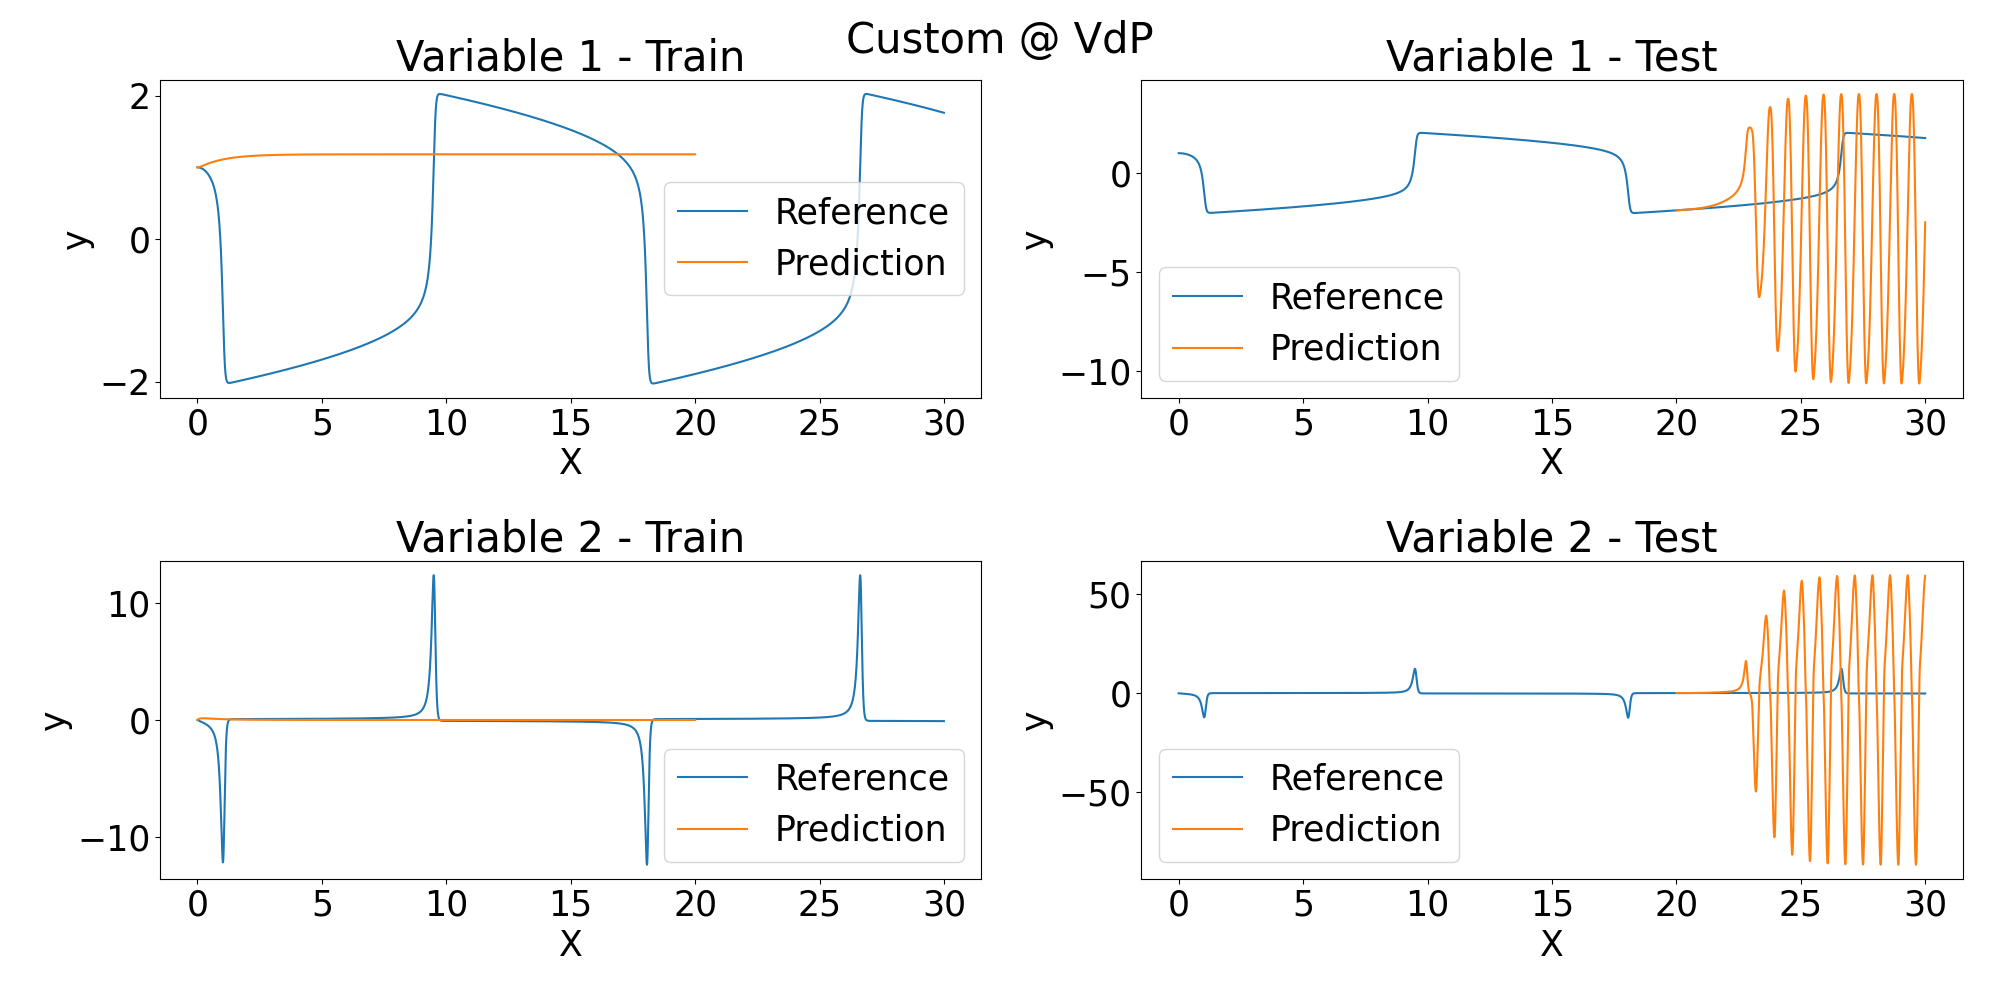 Custom @ VdP
Variable 1 - Train
2
0
−2
y
0 5 10 15 20 25 30
X
Reference
Prediction
Variable 1 - Test
0
−5
−10
y
0 5 10 15 20 25 30
X
Reference
Prediction
Variable 2 - Train
10
0
−10
y
0 5 10 15 20 25 30
X
Reference
Prediction
Variable 2 - Test
50
0
−50
y
0 5 10 15 20 25 30
X
Reference
Prediction